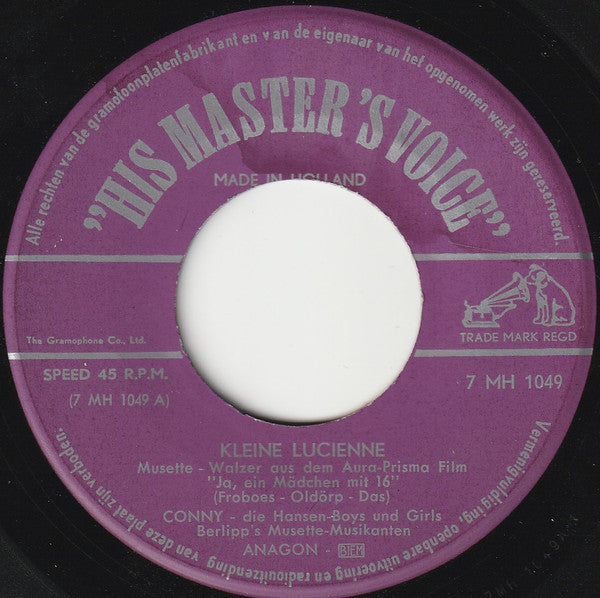 Alle rechten van de gramofoonplatenfabrikant en van de eigenaar van het opgenomen werk zijn gereserveerd.
"HIS MASTER'S VOICE"
MADE IN HOLLAND
TRADE MARK REGD
The Gramophone Co., Ltd.
SPEED 45 R.P.M.
7 MH 1049
(7 MH 1049 A)
KLEINE LUCIENNE
Musette - Walzer aus dem Aura-Prisma Film
"Ja, ein Mädchen mit 16"
(Froboes - Oldörp - Das)
CONNY - die Hansen-Boys und Girls
Berlipp's Musette-Musikanten
ANAGON - BIEM
Vermenigvuldiging, openbare uitvoering en radiouitzending van deze plaat zijn verboden.